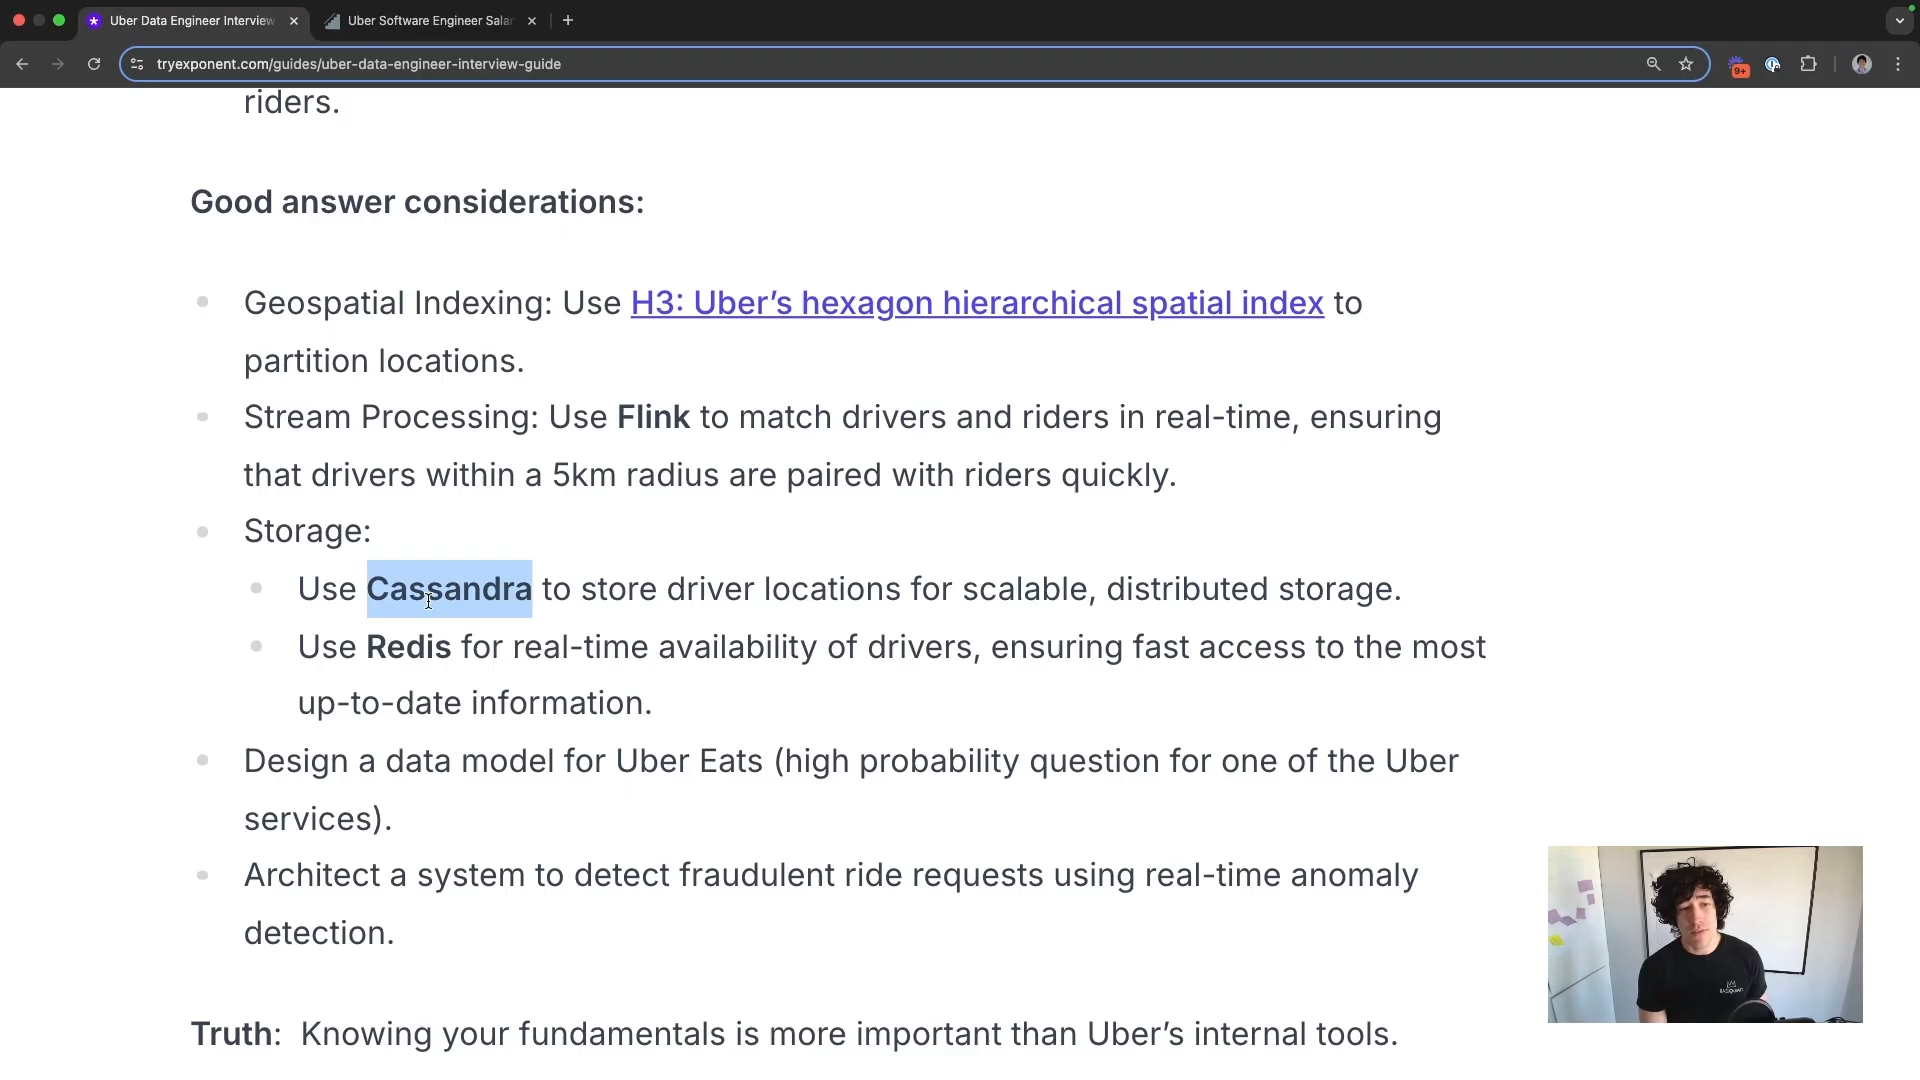 Uber Data Engineer Interview
Uber Software Engineer Salar
tryexponent.com/guides/uber-data-engineer-interview-guide
9+
riders.
Good answer considerations:
Geospatial Indexing: Use H3: Uber’s hexagon hierarchical spatial index to
partition locations.
Stream Processing: Use Flink to match drivers and riders in real-time, ensuring
that drivers within a 5km radius are paired with riders quickly.
Storage:
Use Cassandra to store driver locations for scalable, distributed storage.
Use Redis for real-time availability of drivers, ensuring fast access to the most
up-to-date information.
Design a data model for Uber Eats (high probability question for one of the Uber
services).
Architect a system to detect fraudulent ride requests using real-time anomaly
detection.
Truth: Knowing your fundamentals is more important than Uber’s internal tools.